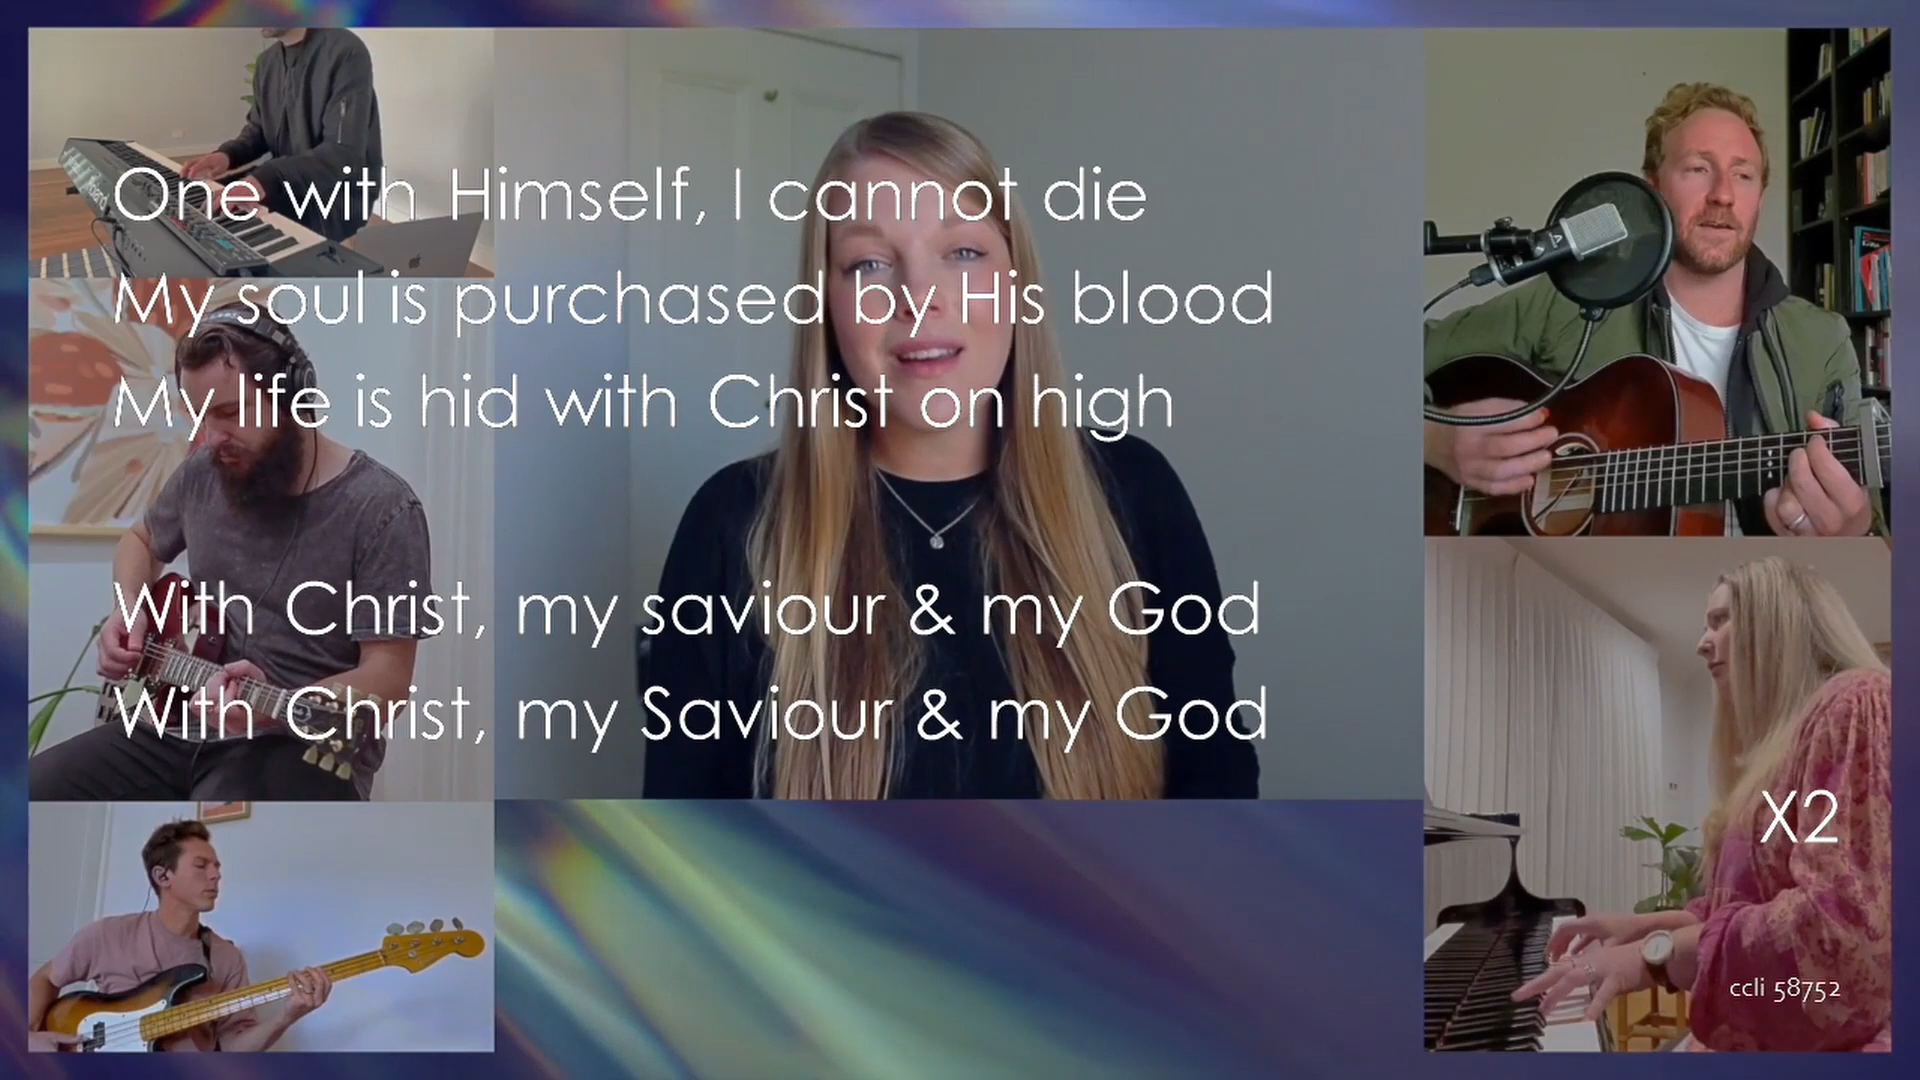 One with Himself, I cannot die
My soul is purchased by His blood
My life is hid with Christ on high
With Christ, my saviour & my God
With Christ, my Saviour & my God
X2
ccli 58752